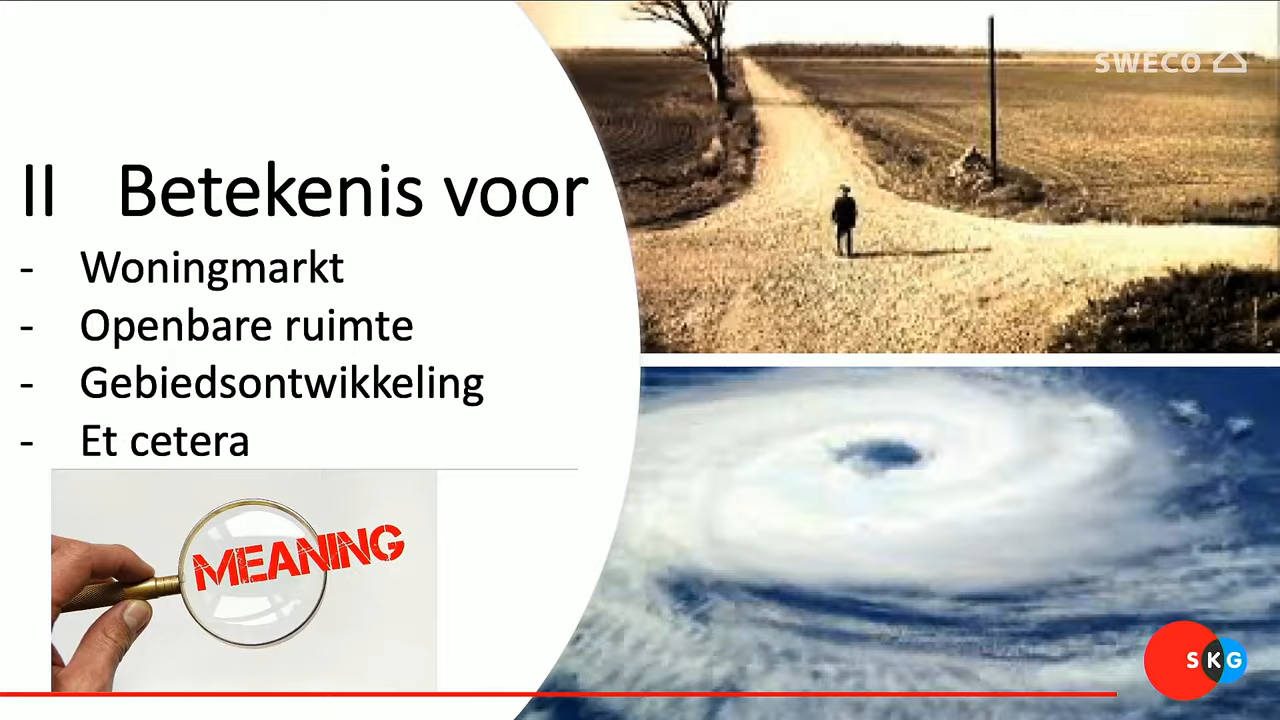 SWECO
II Betekenis voor
- Woningmarkt
- Openbare ruimte
- Gebiedsontwikkeling
- Et cetera
MEANING
SKG